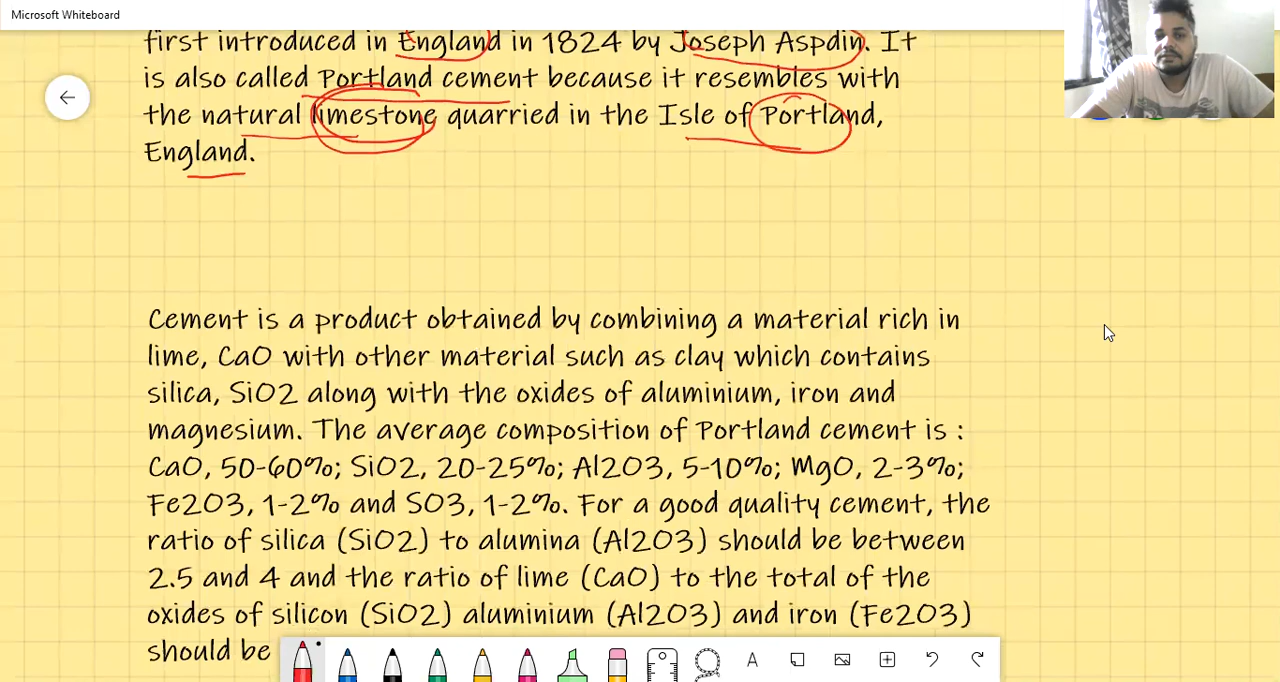 Microsoft Whiteboard
first introduced in England in 1824 by Joseph Aspdin. It
is also called Portland cement because it resembles with
the natural limestone quarried in the Isle of Portland,
England.
Cement is a product obtained by combining a material rich in
lime, CaO with other material such as clay which contains
silica, SiO2 along with the oxides of aluminium, iron and
magnesium. The average composition of Portland cement is :
CaO, 50-60%; SiO2, 20-25%; Al2O3, 5-10%; MgO, 2-3%;
Fe2O3, 1-2% and SO3, 1-2%. For a good quality cement, the
ratio of silica (SiO2) to alumina (Al2O3) should be between
2.5 and 4 and the ratio of lime (CaO) to the total of the
oxides of silicon (SiO2) aluminium (Al2O3) and iron (Fe2O3)
should be
A